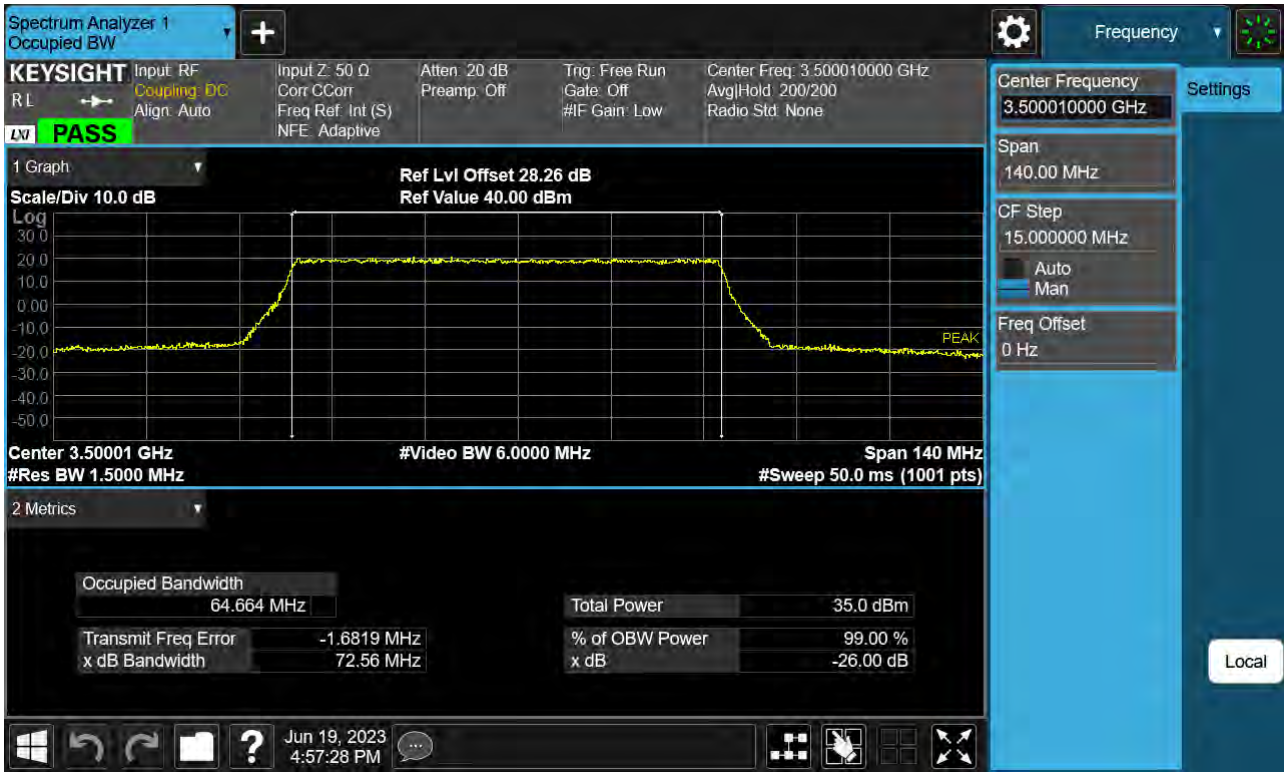 Spectrum Analyzer 1
Occupied BW
+
Frequency
KEYSIGHT
RL
LXI PASS
Input: RF
Coupling: DC
Align: Auto
Input Z: 50 Ω
Corr CCorr
Freq Ref: Int (S)
NFE: Adaptive
Atten: 20 dB
Preamp: Off
Trig: Free Run
Gate: Off
#IF Gain: Low
Center Freq: 3.500010000 GHz
Avg|Hold: 200/200
Radio Std: None
Center Frequency
3.500010000 GHz
Settings
Span
140.00 MHz
CF Step
15.000000 MHz
Auto
Man
Freq Offset
0 Hz
Local
1 Graph
Scale/Div 10.0 dB
Ref Lvl Offset 28.26 dB
Ref Value 40.00 dBm
Log
30.0
20.0
10.0
0.00
-10.0
-20.0
-30.0
-40.0
-50.0
PEAK
Center 3.50001 GHz
#Video BW 6.0000 MHz
Span 140 MHz
#Res BW 1.5000 MHz
#Sweep 50.0 ms (1001 pts)
2 Metrics
Occupied Bandwidth
64.664 MHz
Total Power 35.0 dBm
Transmit Freq Error -1.6819 MHz
% of OBW Power 99.00 %
x dB Bandwidth 72.56 MHz
x dB -26.00 dB
?
Jun 19, 2023
4:57:28 PM